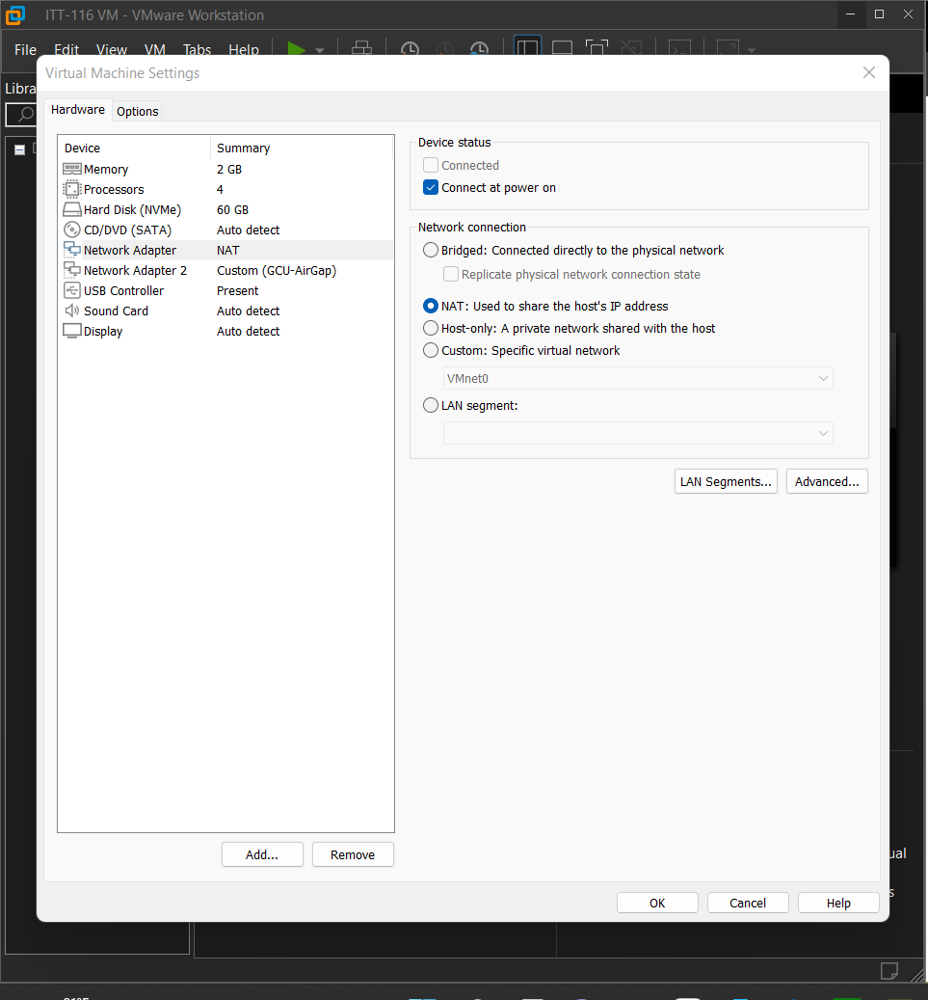 ITT-116 VM - VMware Workstation
File Edit View VM Tabs Help
Virtual Machine Settings
Libra
Hardware Options
Device Summary
Memory 2 GB
Processors 4
Hard Disk (NVMe) 60 GB
CD/DVD (SATA) Auto detect
Network Adapter NAT
Network Adapter 2 Custom (GCU-AirGap)
USB Controller Present
Sound Card Auto detect
Display Auto detect
Add... Remove
Device status
Connected
Connect at power on
Network connection
Bridged: Connected directly to the physical network
Replicate physical network connection state
NAT: Used to share the host's IP address
Host-only: A private network shared with the host
Custom: Specific virtual network
VMnet0
LAN segment:
LAN Segments... Advanced...
ual
s
OK Cancel Help